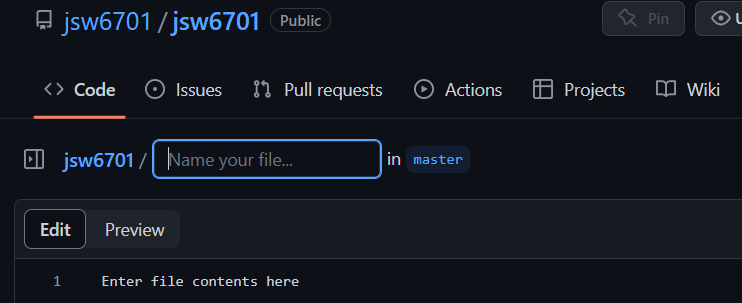 jsw6701 / jsw6701 Public Pin
Code Issues Pull requests Actions Projects Wiki
jsw6701 / Name your file... in master
Edit Preview
1 Enter file contents here